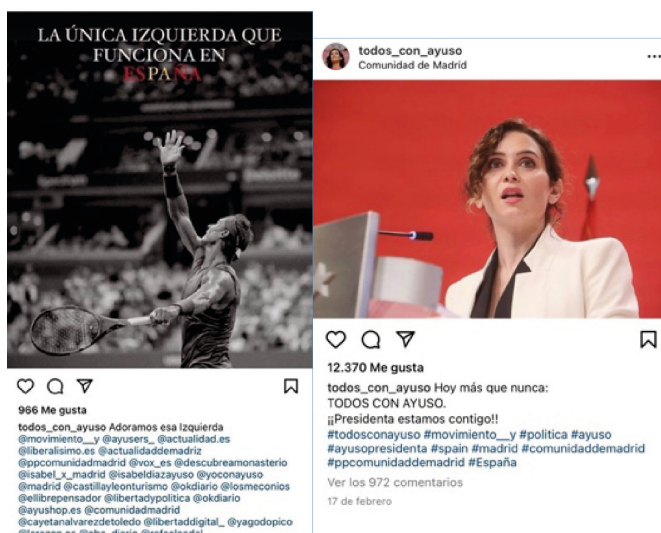 LA ÚNICA IZQUIERDA QUE
FUNCIONA EN
ESPAÑA
966 Me gusta
todos_con_ayuso Adoramos esa Izquierda
@movimiento__y @ayusers_ @actualidad.es
@liberalisimo.es @actualidaddemadriz
@ppcomunidadmadrid @vox_es @descubreamonasterio
@isabel_x_madrid @isabeldiazayuso @yoconayuso
@madrid @castillayleonturismo @okdiario @losmeconios
@ellibrepensador @libertadypolitica @okdiario
@ayushop.es @comunidadmadrid
@cayetanalvarezdetoledo @libertaddigital_ @yagodopico
todos_con_ayuso
Comunidad de Madrid
12.370 Me gusta
todos_con_ayuso Hoy más que nunca:
TODOS CON AYUSO.
¡¡Presidenta estamos contigo!!
#todosconayuso #movimiento__y #politica #ayuso
#ayusopresidenta #spain #madrid #comunidaddemadrid
#ppcomunidaddemadrid #España
Ver los 972 comentarios
17 de febrero